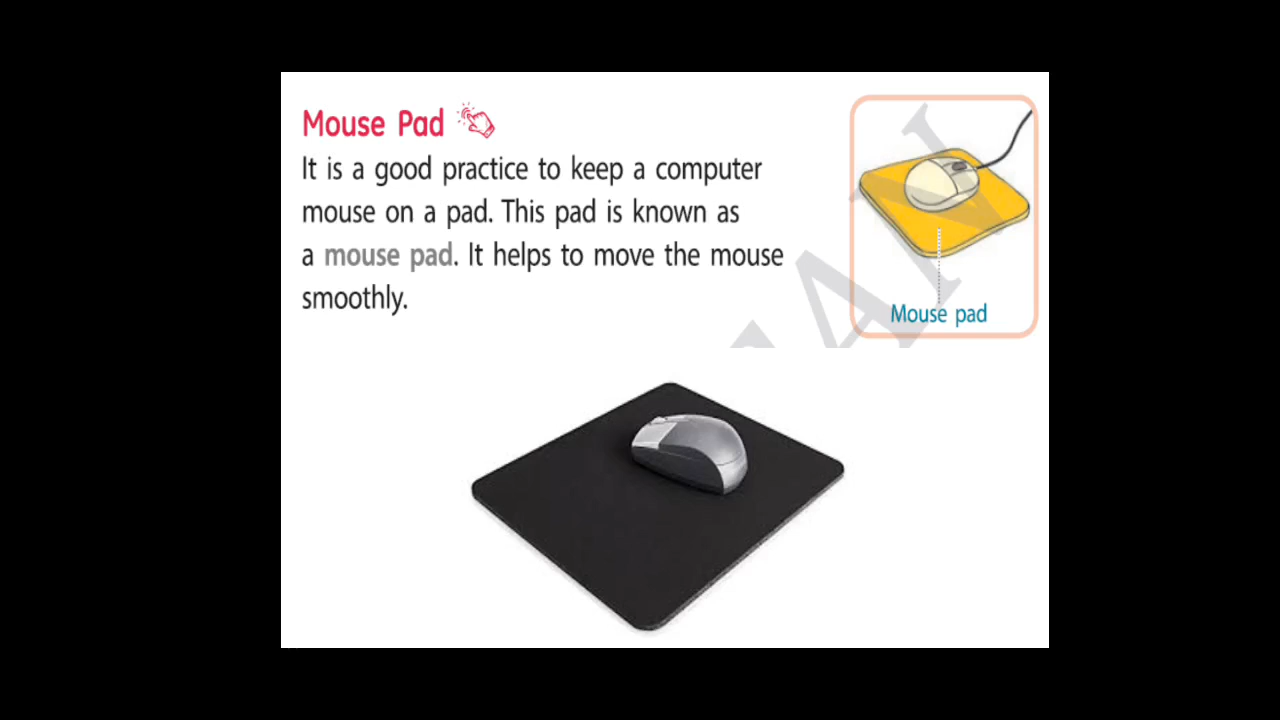 Mouse Pad
It is a good practice to keep a computer
mouse on a pad. This pad is known as
a mouse pad. It helps to move the mouse
smoothly.
Mouse pad